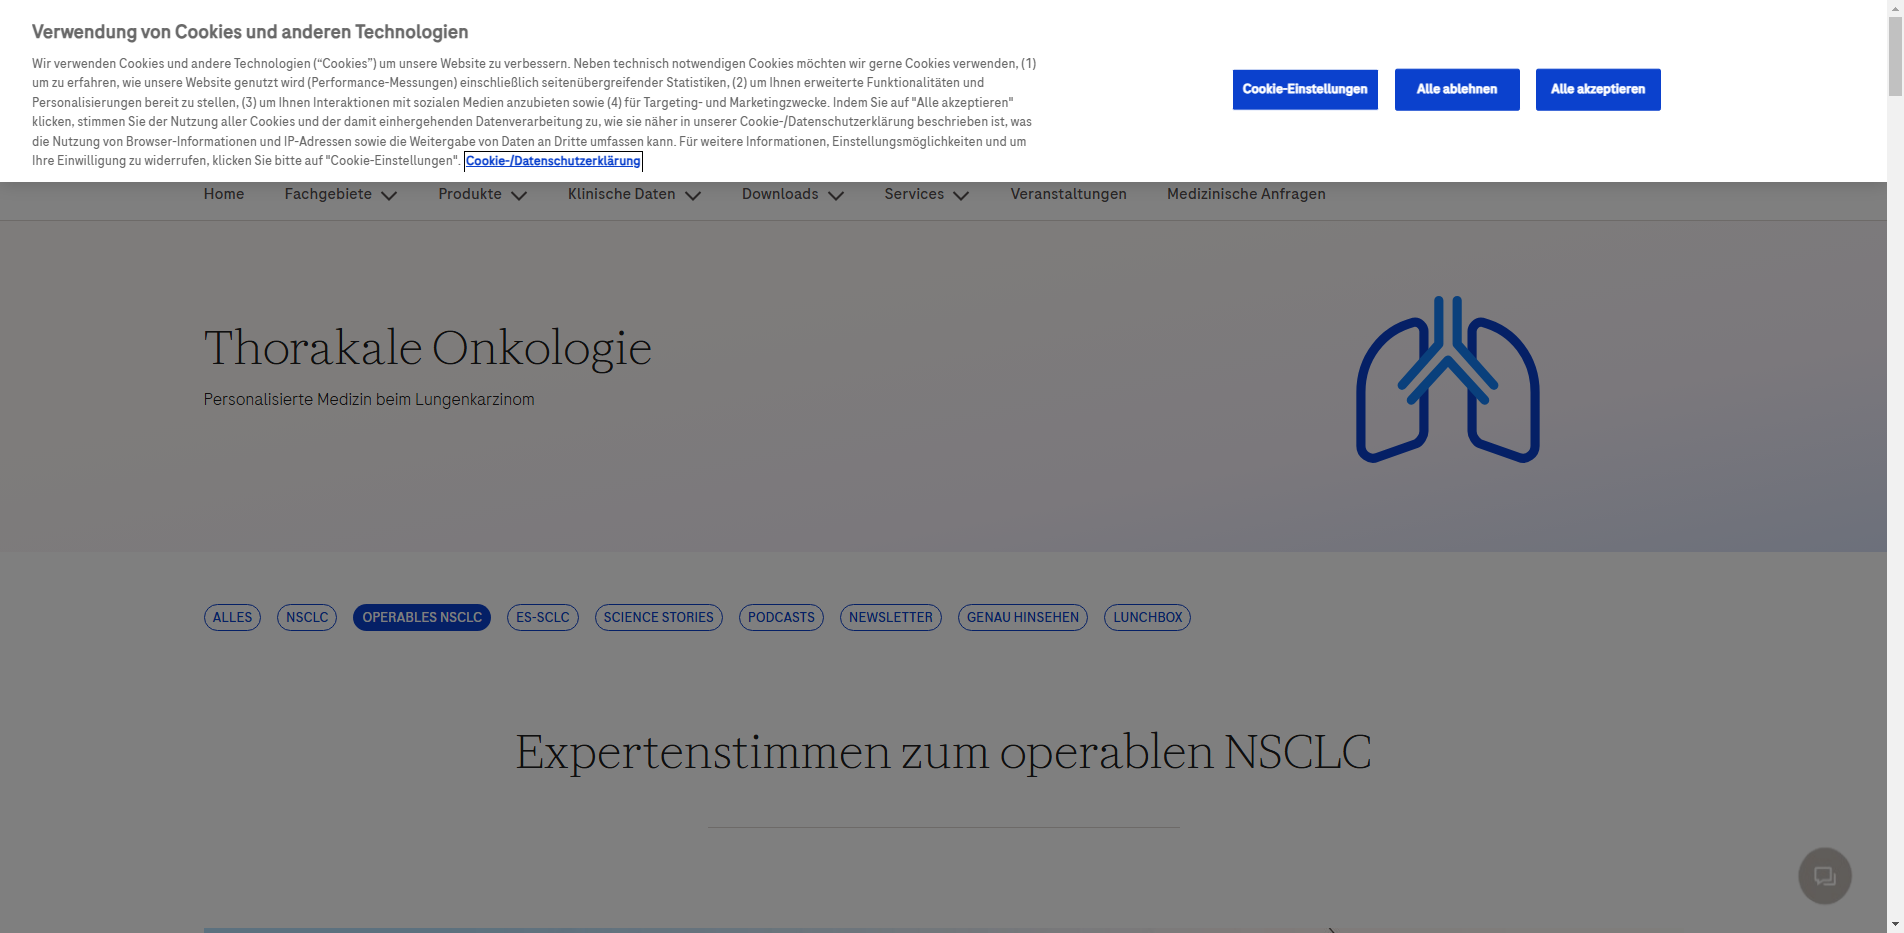 Verwendung von Cookies und anderen Technologien
Wir verwenden Cookies und andere Technologien (“Cookies”) um unsere Website zu verbessern. Neben technisch notwendigen Cookies möchten wir gerne Cookies verwenden, (1)
um zu erfahren, wie unsere Website genutzt wird (Performance-Messungen) einschließlich seitenübergreifender Statistiken, (2) um Ihnen erweiterte Funktionalitäten und
Personalisierungen bereit zu stellen, (3) um Ihnen Interaktionen mit sozialen Medien anzubieten sowie (4) für Targeting- und Marketingzwecke. Indem Sie auf "Alle akzeptieren"
klicken, stimmen Sie der Nutzung aller Cookies und der damit einhergehenden Datenverarbeitung zu, wie sie näher in unserer Cookie-/Datenschutzerklärung beschrieben ist, was
die Nutzung von Browser-Informationen und IP-Adressen sowie die Weitergabe von Daten an Dritte umfassen kann. Für weitere Informationen, Einstellungsmöglichkeiten und um
Ihre Einwilligung zu widerrufen, klicken Sie bitte auf "Cookie-Einstellungen". Cookie-/Datenschutzerklärung
Cookie-Einstellungen Alle ablehnen Alle akzeptieren
Home Fachgebiete Produkte Klinische Daten Downloads Services Veranstaltungen Medizinische Anfragen
Thorakale Onkologie
Personalisierte Medizin beim Lungenkarzinom
ALLES NSCLC OPERABLES NSCLC ES-SCLC SCIENCE STORIES PODCASTS NEWSLETTER GENAU HINSEHEN LUNCHBOX
Expertenstimmen zum operablen NSCLC